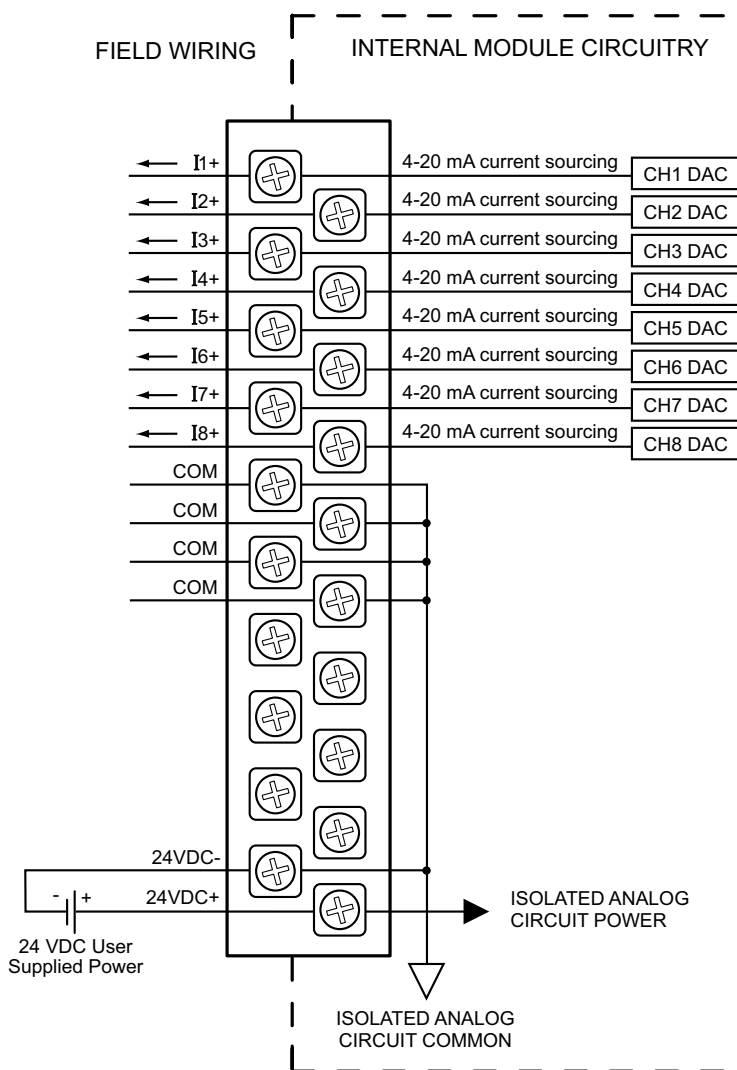 FIELD WIRING
INTERNAL MODULE CIRCUITRY
I1+
4-20 mA current sourcing
CH1 DAC
I2+
4-20 mA current sourcing
CH2 DAC
I3+
4-20 mA current sourcing
CH3 DAC
I4+
4-20 mA current sourcing
CH4 DAC
I5+
4-20 mA current sourcing
CH5 DAC
I6+
4-20 mA current sourcing
CH6 DAC
I7+
4-20 mA current sourcing
CH7 DAC
I8+
4-20 mA current sourcing
CH8 DAC
COM
COM
COM
COM
24VDC-
- +
24VDC+
24 VDC User
Supplied Power
ISOLATED ANALOG
CIRCUIT POWER
ISOLATED ANALOG
CIRCUIT COMMON